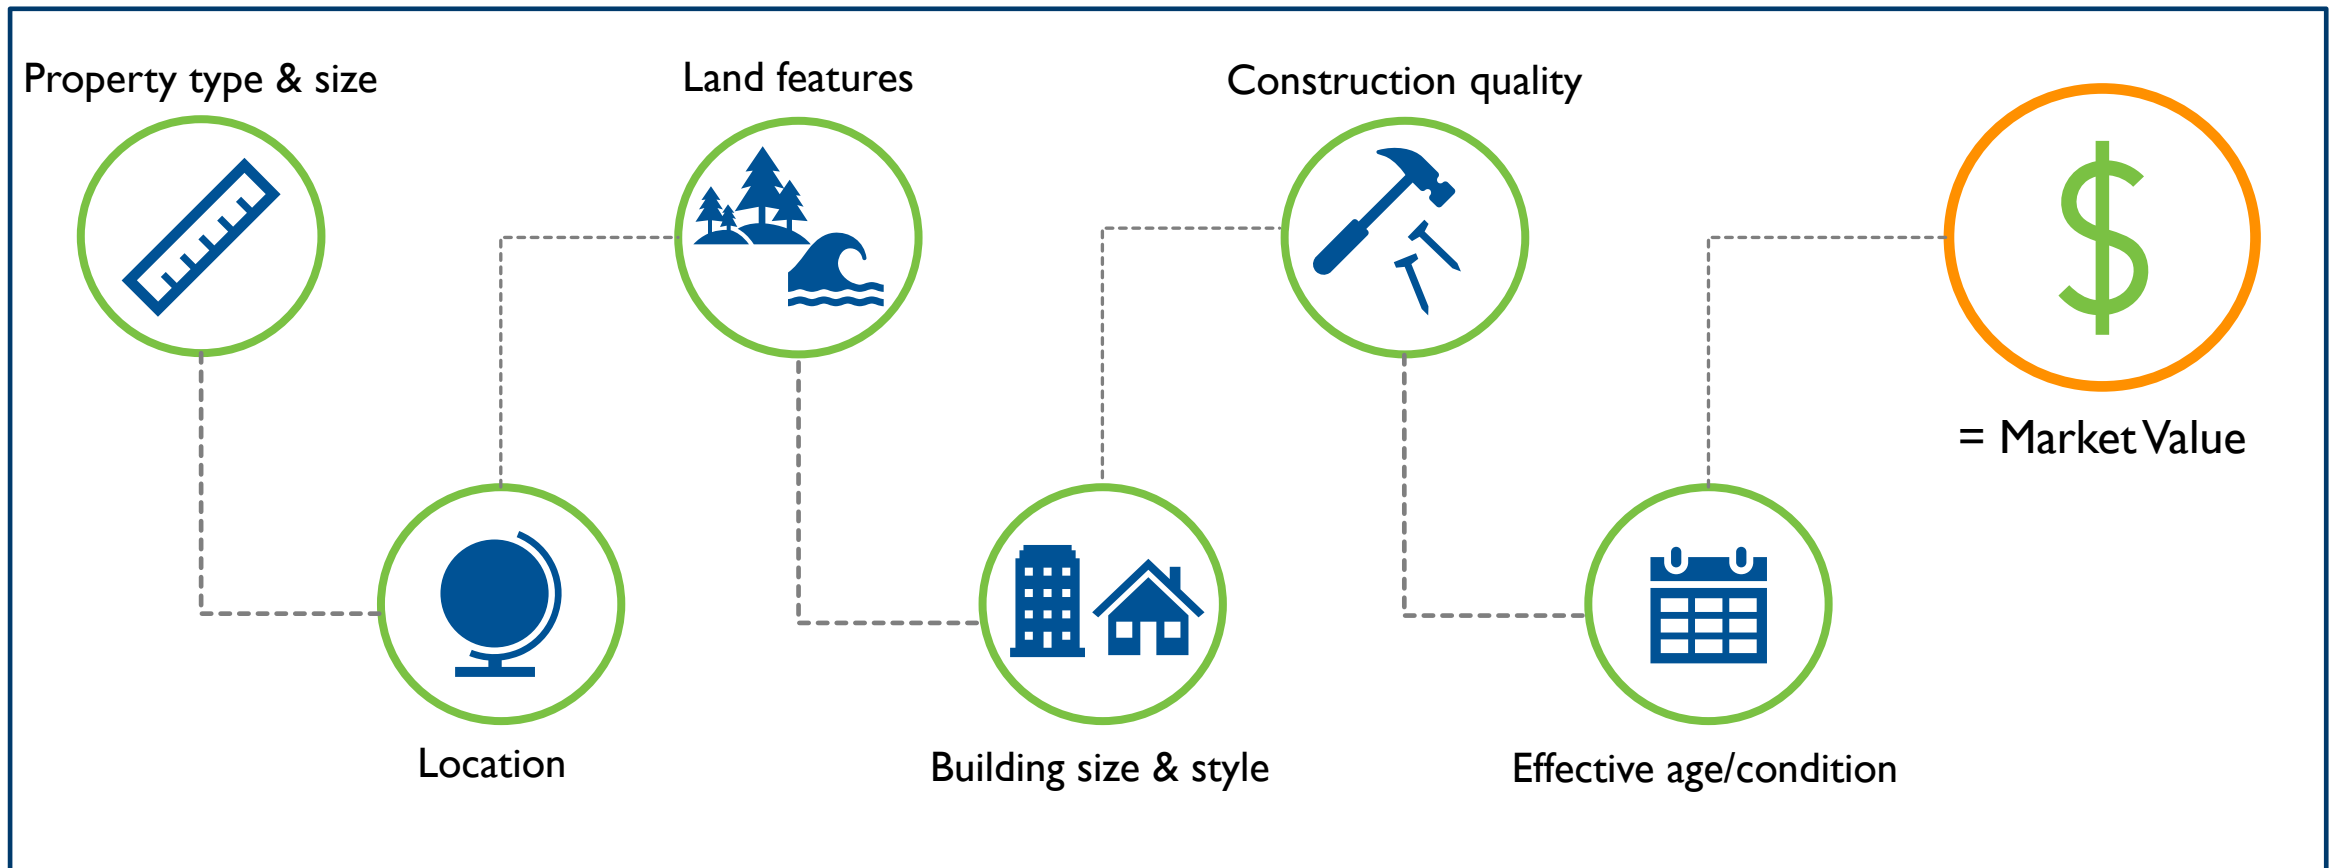 Property type & size
Land features
Construction quality
= Market Value
Location
Building size & style
Effective age/condition